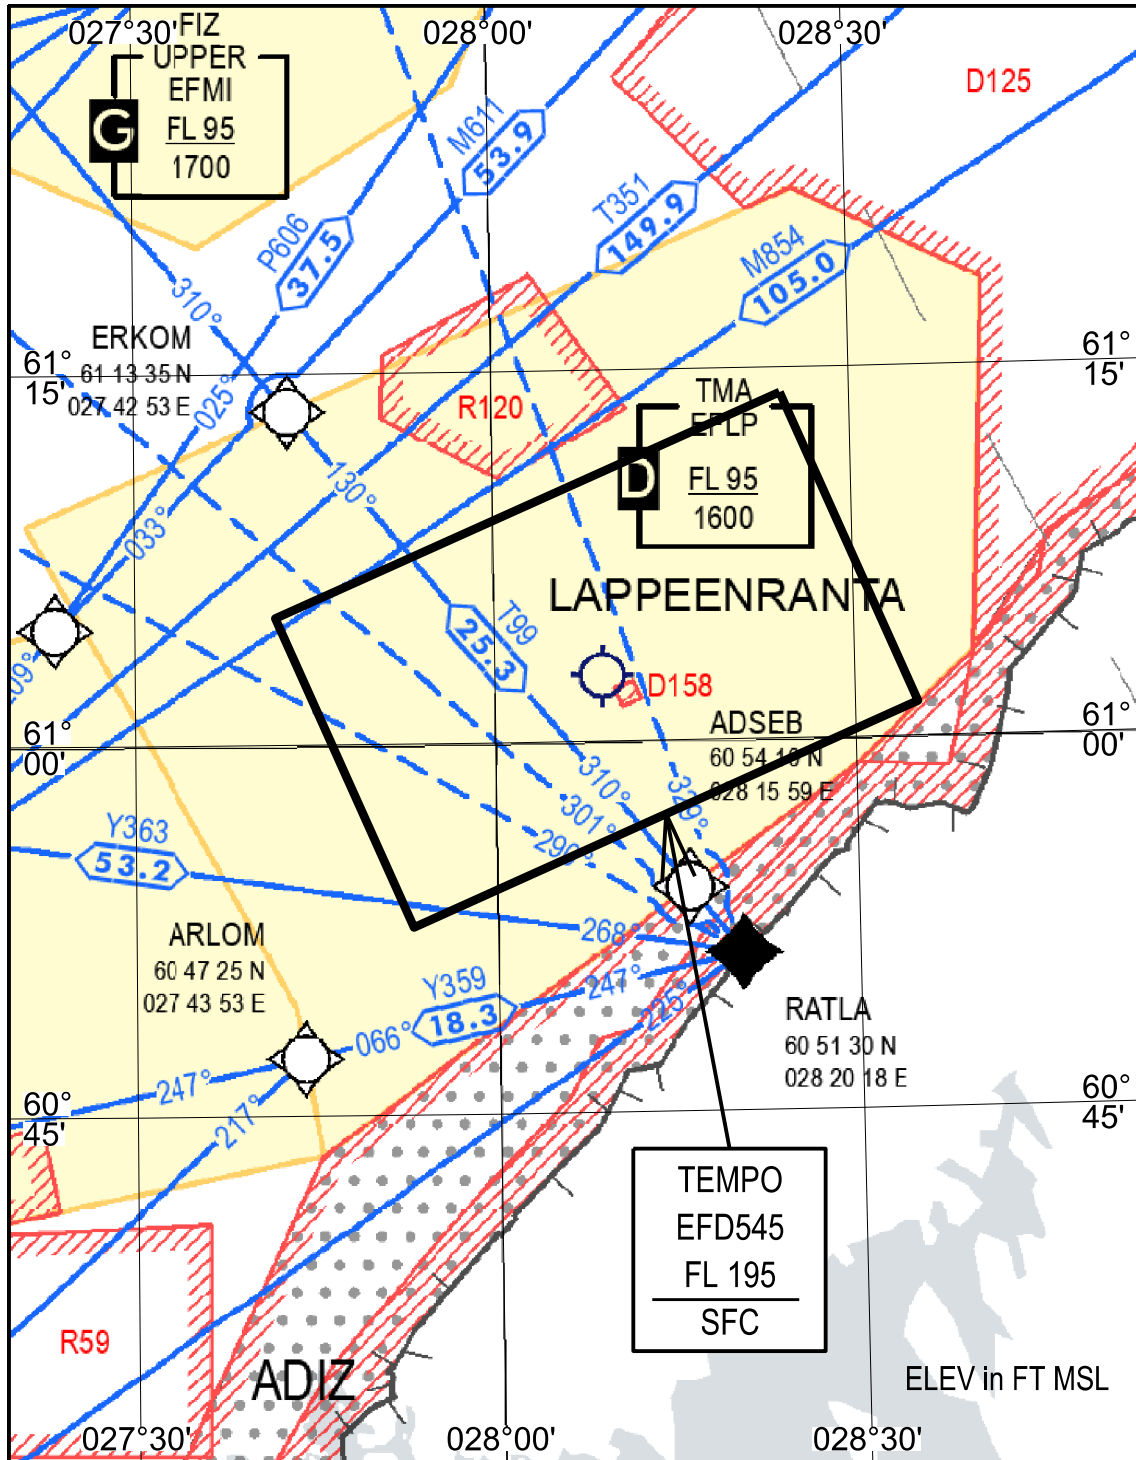 027°30'
028°00'
028°30'
FIZ
UPPER
EFMI
G
FL 95
1700
D125
M611
53.9
T351
149.9
P606
37.5
M854
105.0
310°
ERKOM
61 13 35 N
027 42 53 E
61°
15'
61°
15'
025°
R120
TMA
EFLP
D
FL 95
1600
130°
033°
LAPPEENRANTA
T99
25.3
209°
D158
ADSEB
60 54 10 N
028 15 59 E
61°
00'
61°
00'
310°
329°
301°
Y363
53.2
268°
ARLOM
60 47 25 N
027 43 53 E
Y359
18.3
247°
225°
066°
RATLA
60 51 30 N
028 20 18 E
247°
217°
60°
45'
60°
45'
TEMPO
EFD545
FL 195
SFC
R59
ADIZ
ELEV in FT MSL
027°30'
028°00'
028°30'